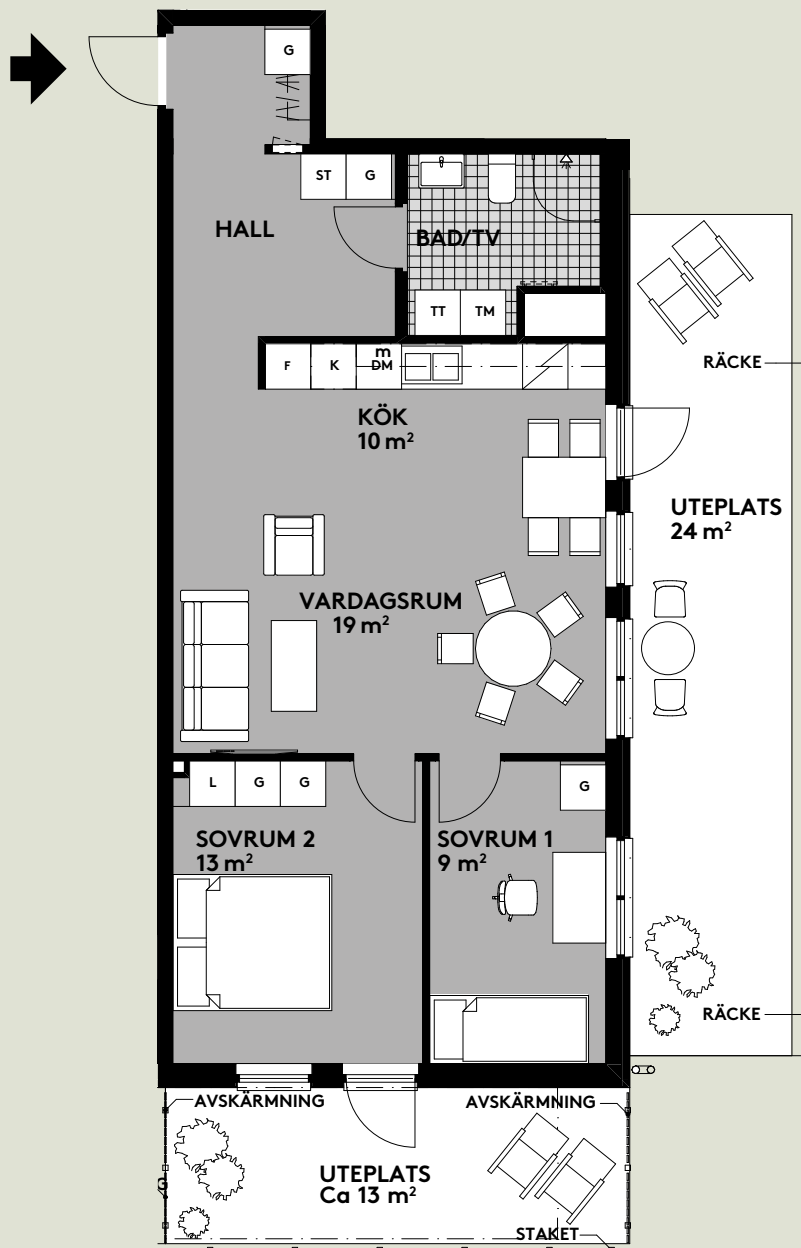 G
ST
G
HALL
BAD/TV
TT
TM
RÄCKE
F
K
m
DM
KÖK
10 m²
UTEPLATS
24 m²
VARDAGSRUM
19 m²
L
G
G
G
SOVRUM 2
13 m²
SOVRUM 1
9 m²
RÄCKE
AVSKÄRMNING
AVSKÄRMNING
UTEPLATS
Ca 13 m²
G
STAKET